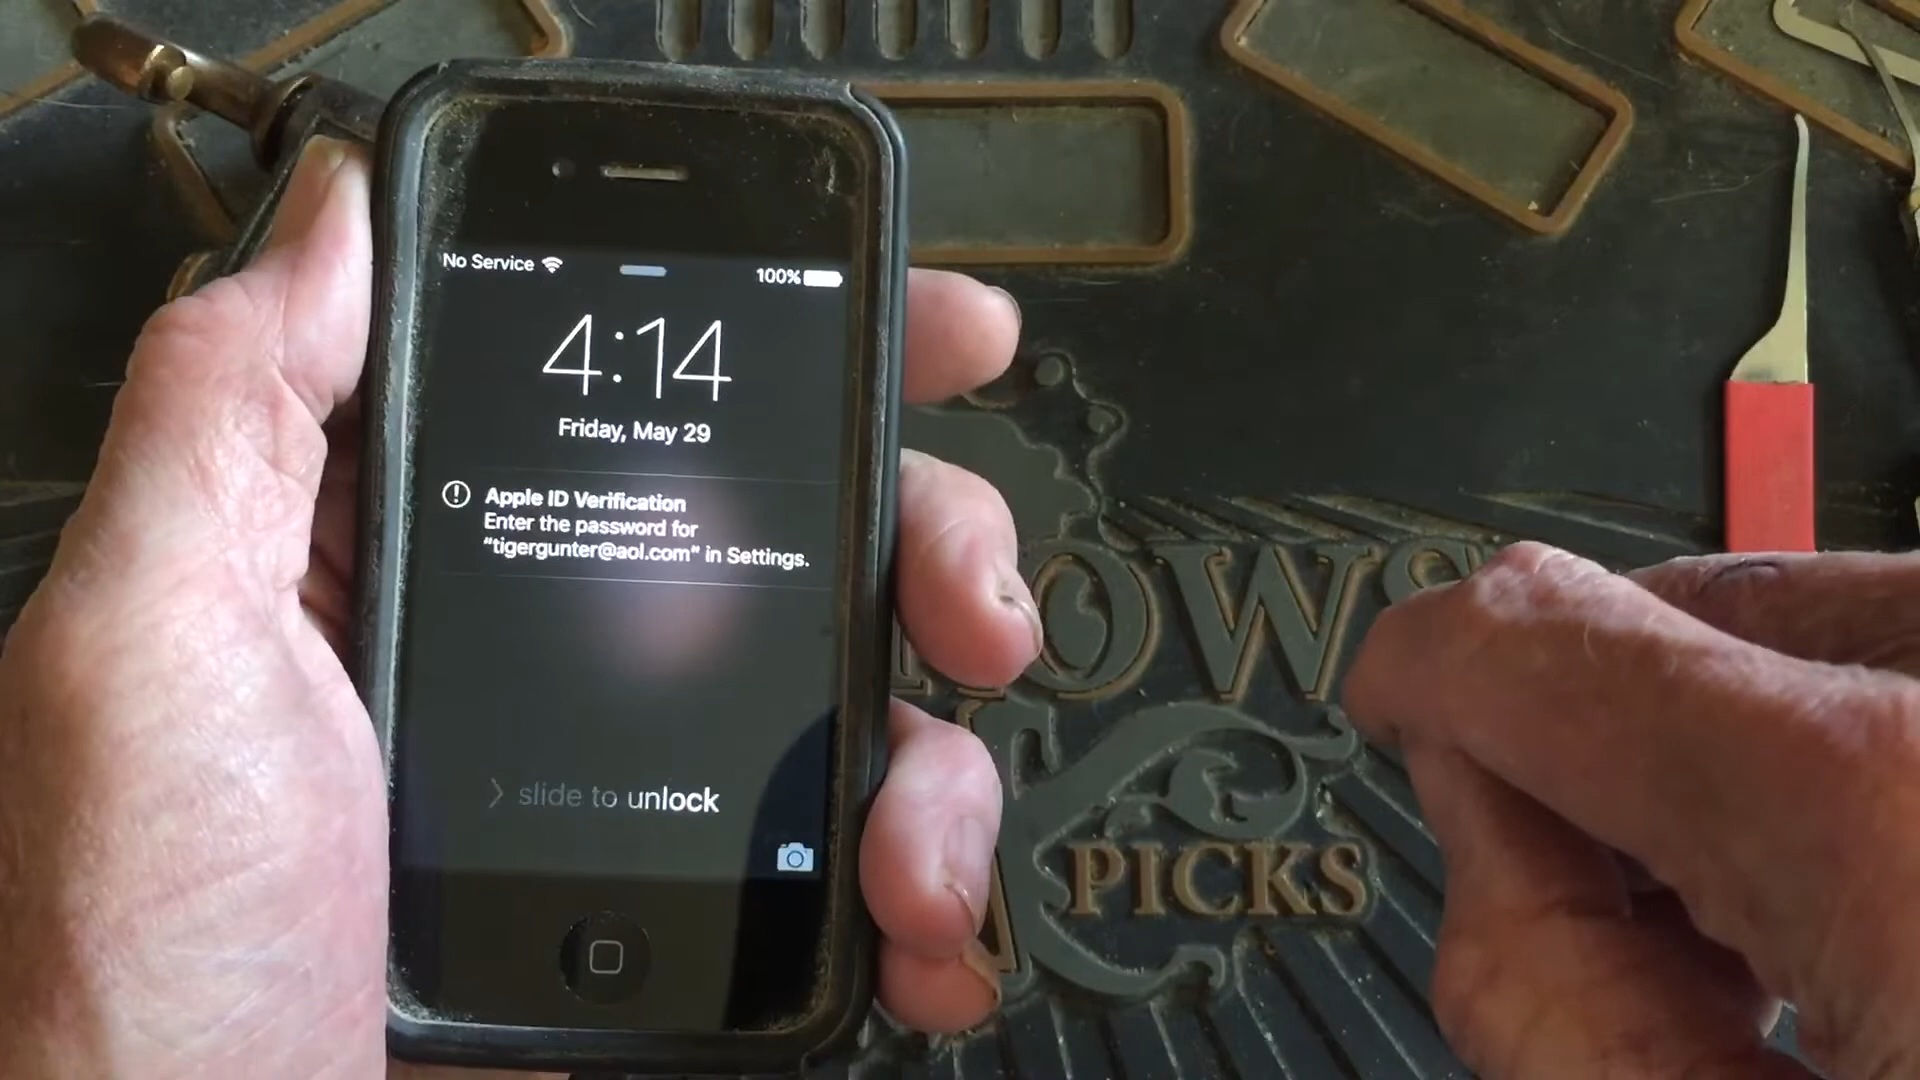 No Service
100%
4:14
Friday, May 29
Apple ID Verification
Enter the password for
“tigergunter@aol.com” in Settings.
slide to unlock
PICKS